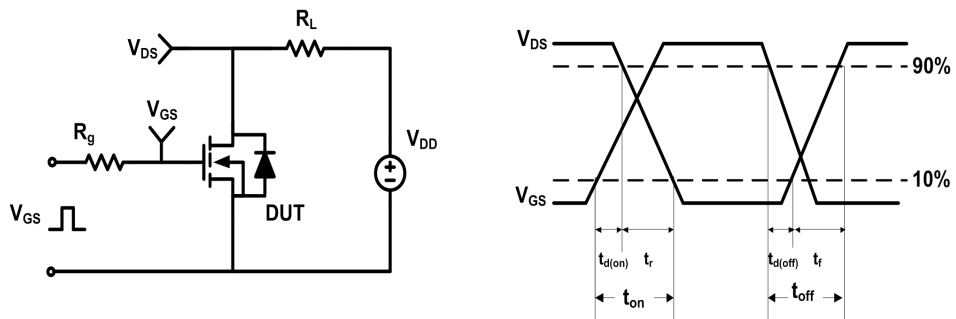 R_L
V_DS
V_GS
R_g
V_DD
+
−
V_GS
DUT
V_DS
90%
10%
V_GS
t_d(on) t_r t_d(off) t_f
t_on t_off